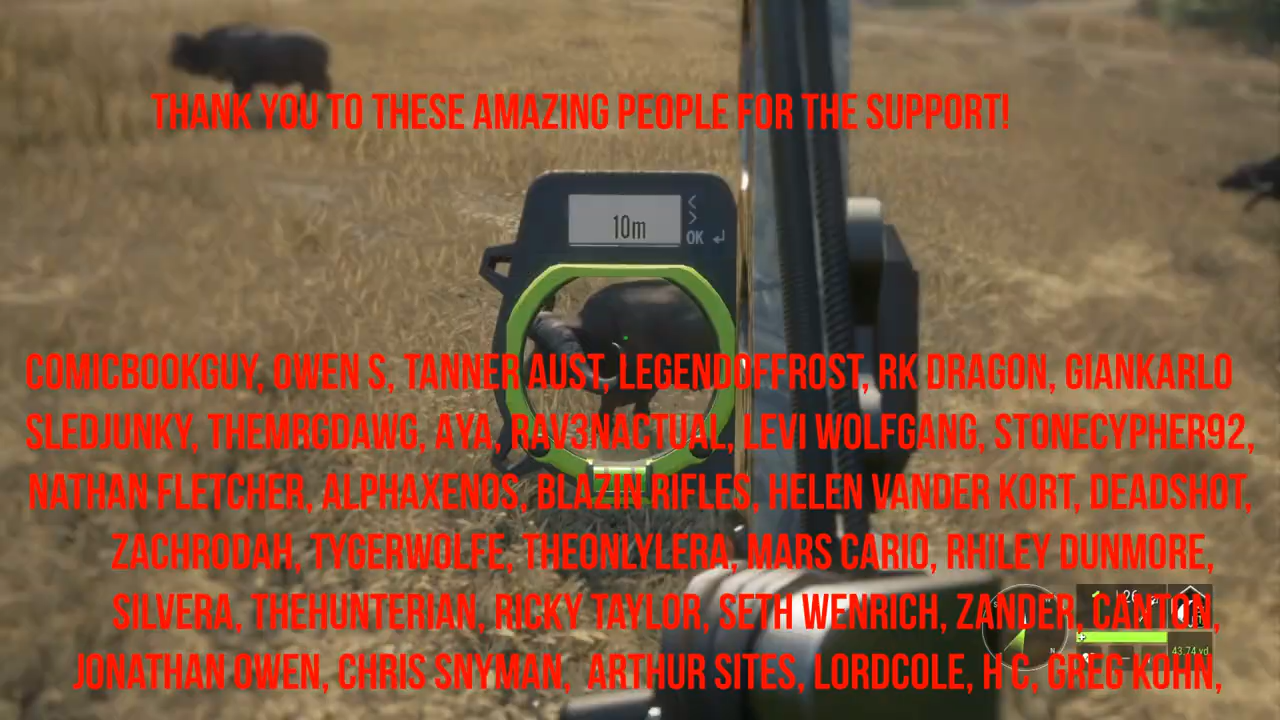 THANK YOU TO THESE AMAZING PEOPLE FOR THE SUPPORT!
10m
OK
COMICBOOKGUY, OWEN S, TANNER AUST, LEGENDOFFROST, RK DRAGON, GIANKARLO
SLEDJUNKY, THEMRGDAWG, AYA, RAV3NACTUAL, LEVI WOLFGANG, STONECYPHER92,
NATHAN FLETCHER, ALPHAXENOS, BLAZIN RIFLES, HELEN VANDER KORT, DEADSHOT,
ZACHRODAH, TYGERWOLFE, THEONLYLERA, MARS CARIO, RHILEY DUNMORE,
SILVERA, THEHUNTERIAN, RICKY TAYLOR, SETH WENRICH, ZANDER, CANTON,
JONATHAN OWEN, CHRIS SNYMAN, ARTHUR SITES, LORDCOLE, H C, GREG KOHN,
43.74 yd